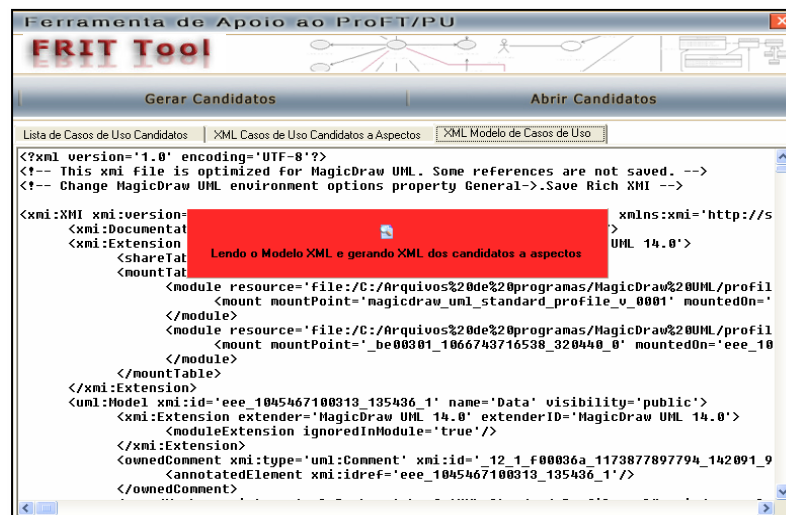 Ferramenta de Apoio ao ProFT/PU
FRIT Tool
Gerar Candidatos
Abrir Candidatos
Lista de Casos de Uso Candidatos
XML Casos de Uso Candidatos a Aspectos
XML Modelo de Casos de Uso
<?xml version='1.0' encoding='UTF-8'?>
<!-- This xmi file is optimized for MagicDraw UML. Some references are not saved. -->
<!-- Change MagicDraw UML environment options property General->.Save Rich XMI -->
<xmi:XMI xmi:version= xmlns:xmi='http://s
<xmi:Documentat '>
<xmi:Extension UML 14.0'>
<shareTab
<mountTab
Lendo o Modelo XML e gerando XML dos candidatos a aspectos
<module resource='file:/C:/Arquivos%20de%20programas/MagicDraw%20UML/profil
<mount mountPoint='magicdraw_uml_standard_profile_v_0001' mountedOn='
</module>
<module resource='file:/C:/Arquivos%20de%20programas/MagicDraw%20UML/profil
<mount mountPoint='_be00301_1066743716538_320440_0' mountedOn='eee_10
</module>
</mountTable>
</xmi:Extension>
<uml:Model xmi:id='eee_1045467100313_135436_1' name='Data' visibility='public'>
<xmi:Extension extender='MagicDraw UML 14.0' extenderID='MagicDraw UML 14.0'>
<moduleExtension ignoredInModule='true'/>
</xmi:Extension>
<ownedComment xmi:type='uml:Comment' xmi:id='_12_1_f00036a_1173877897794_142091_9
<annotatedElement xmi:idref='eee_1045467100313_135436_1'/>
</ownedComment>